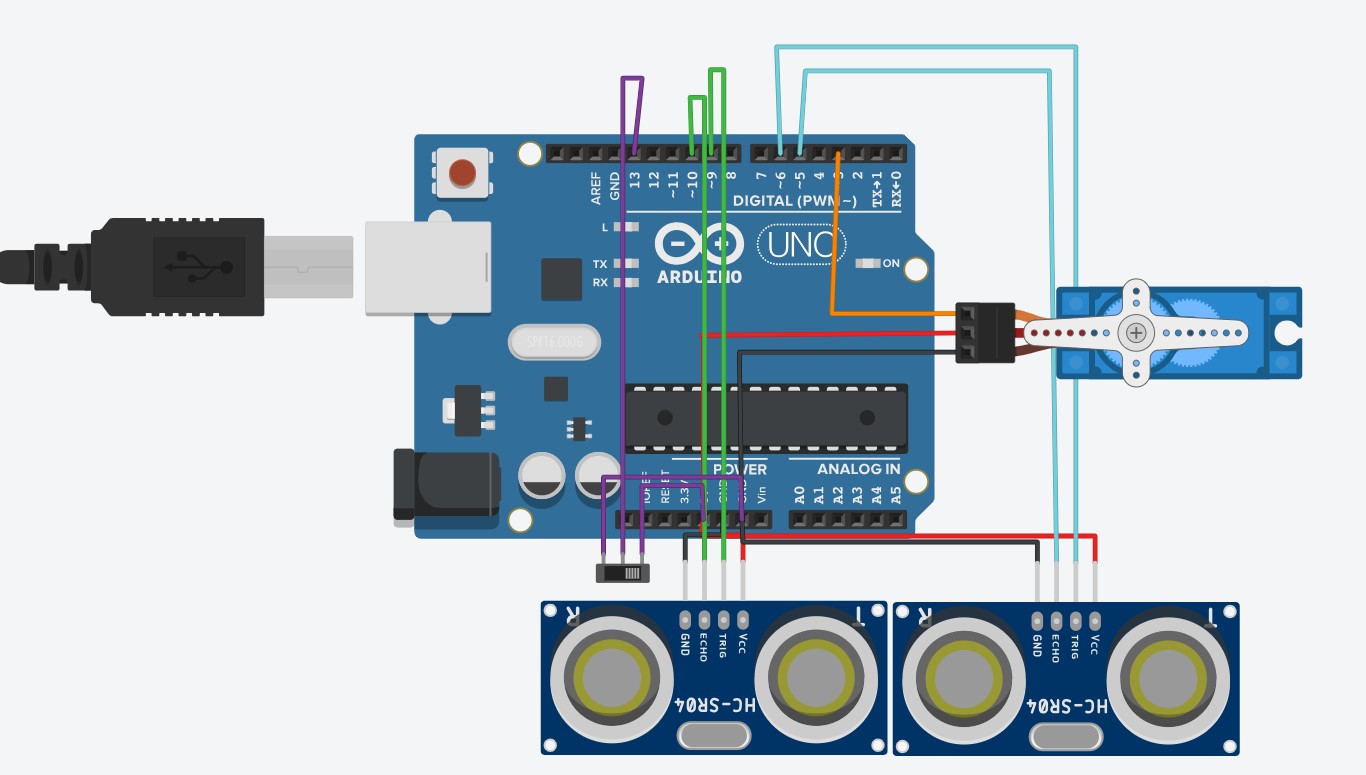 AREF
GND
13
12
~11
~10
~9
8
7
~6
~5
4
3
2
TX→1
RX←0
DIGITAL (PWM~)
L
TX
RX
ARDUINO
UNO
ON
SPK16.000G
POWER
ANALOG IN
IOREF
RESET
3.3V
GND
Vin
A0
A1
A2
A3
A4
A5
R
T
GND
ECHO
TRIG
VCC
HC-SR04
R
T
GND
ECHO
TRIG
VCC
HC-SR04